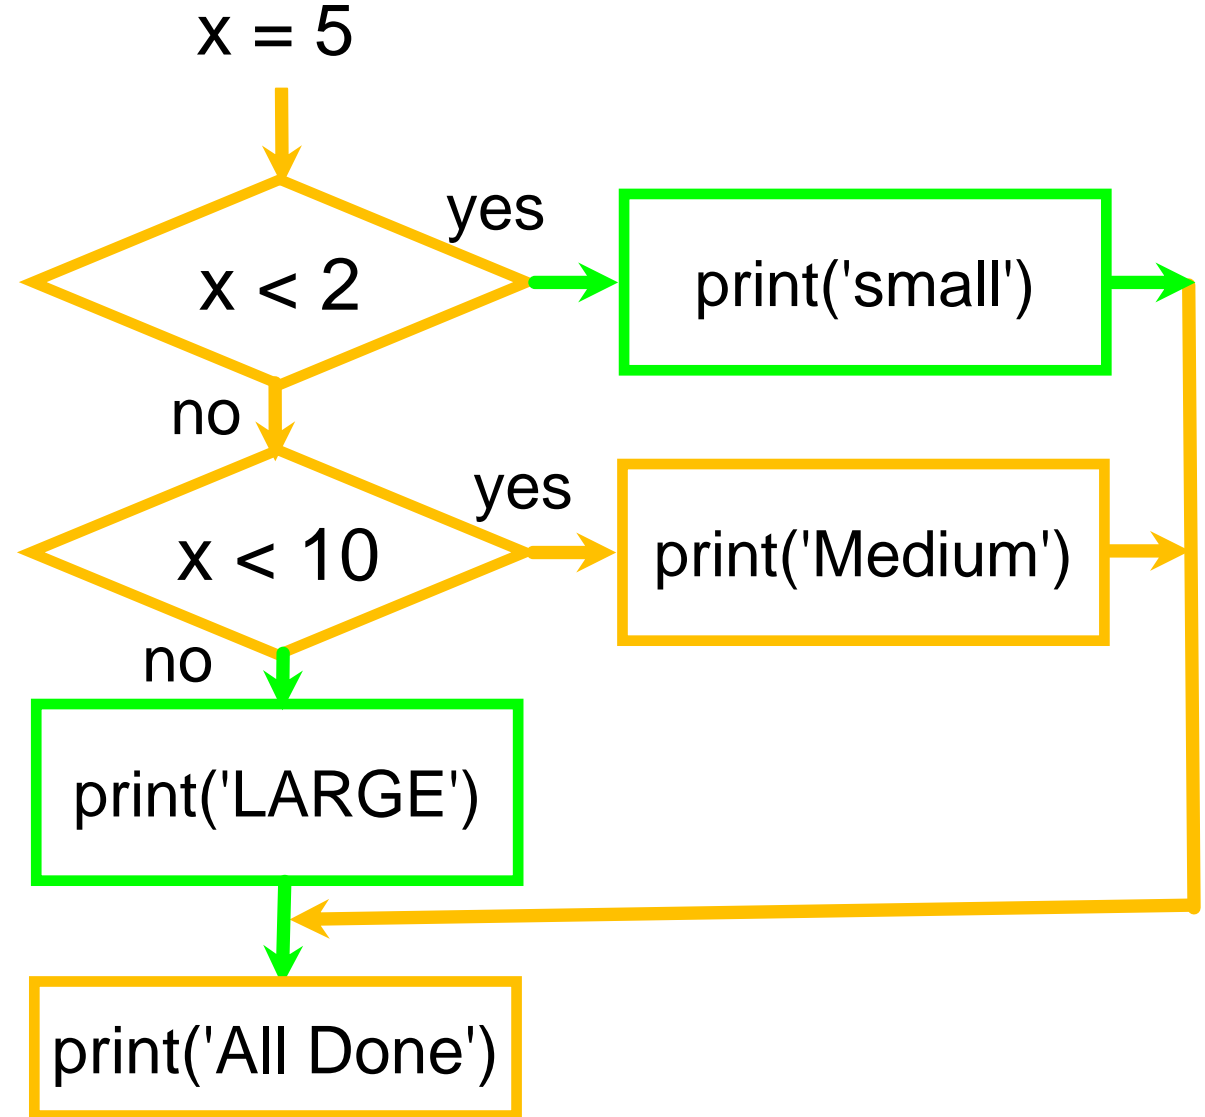 x = 5
yes
x < 2
print('small')
no
yes
x < 10
print('Medium')
no
print('LARGE')
print('All Done')